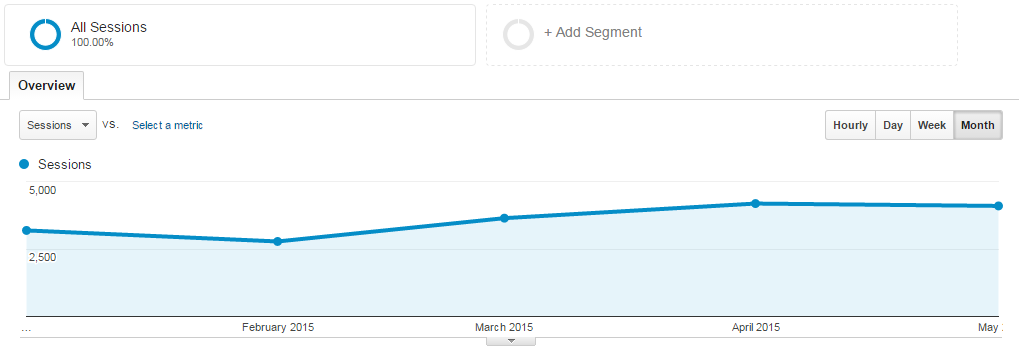 All Sessions
100.00%
+ Add Segment
Overview
Sessions VS. Select a metric
Hourly Day Week Month
Sessions
5,000
2,500
... February 2015 March 2015 April 2015 May